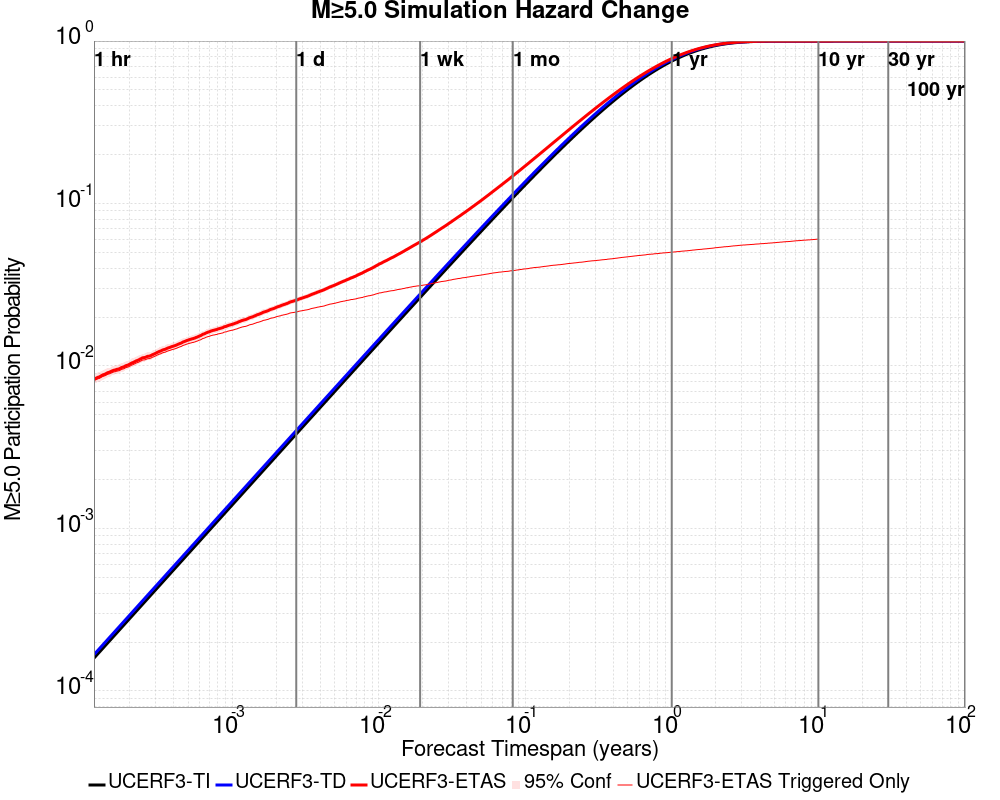 M≥5.0 Simulation Hazard Change
10^0
1 hr 1 d 1 wk 1 mo 1 yr 10 yr 30 yr
100 yr
10^-1
M≥5.0 Participation Probability
10^-2
10^-3
10^-4
10^-3 10^-2 10^-1 10^0 10^1 10^2
Forecast Timespan (years)
UCERF3-TI UCERF3-TD UCERF3-ETAS 95% Conf UCERF3-ETAS Triggered Only